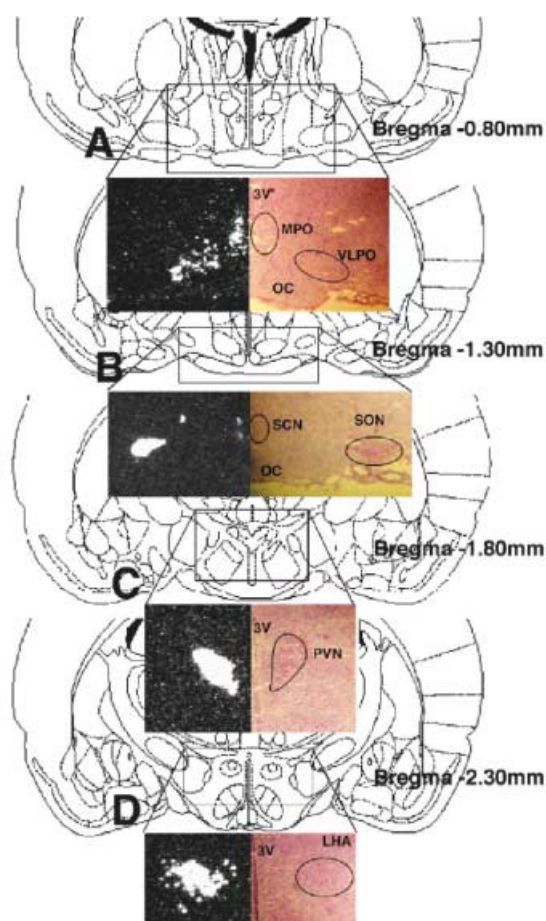 A
Bregma -0.80mm
3V
MPO
VLPO
OC
B
Bregma -1.30mm
SCN
SON
OC
C
Bregma -1.80mm
3V
PVN
D
Bregma -2.30mm
3V
LHA